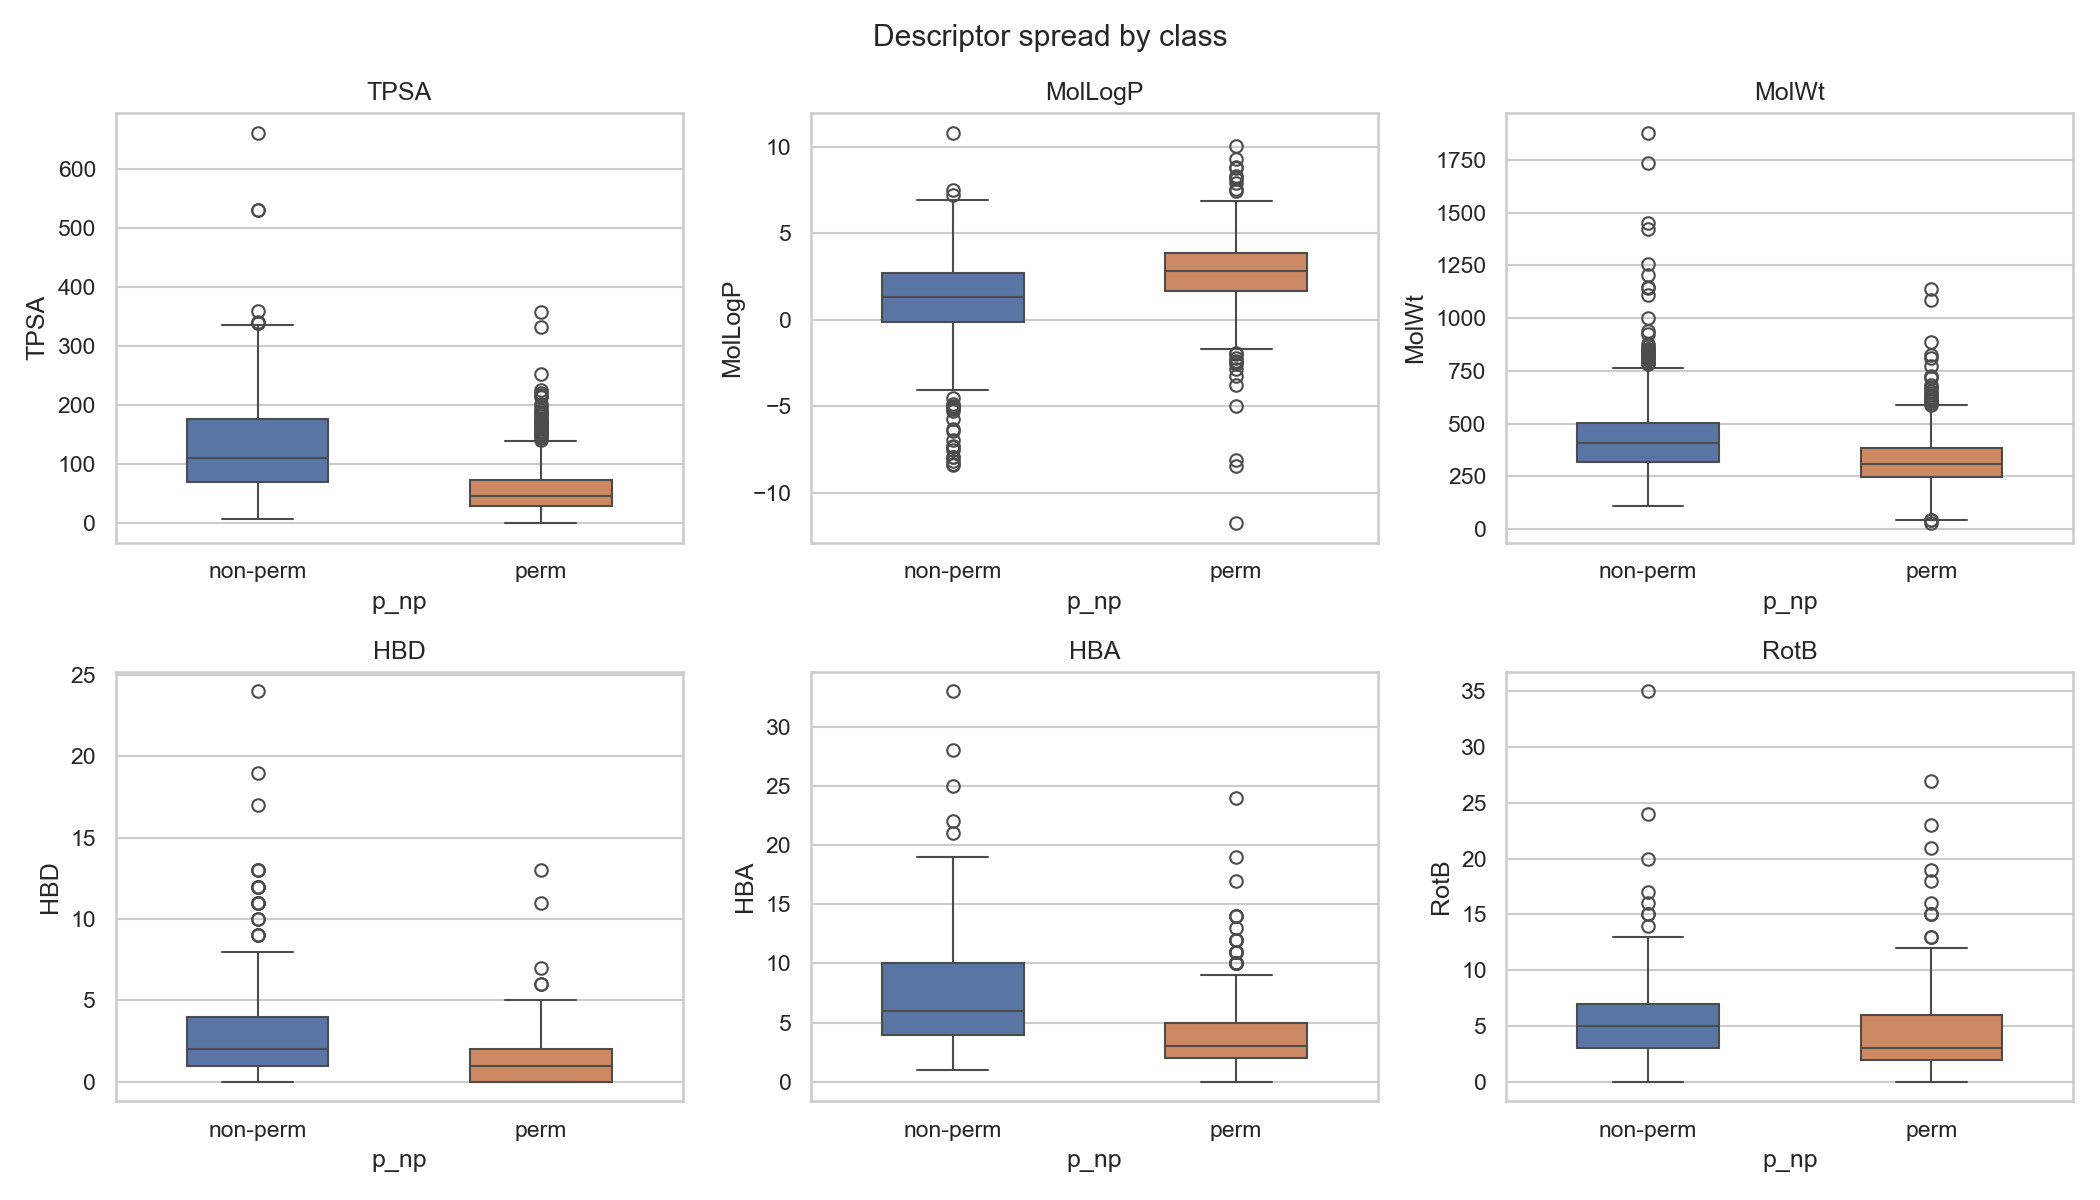 Descriptor spread by class
TPSA
MolLogP
MolWt
600
500
400
300
200
100
0
TPSA
10
5
0
−5
−10
MolLogP
1750
1500
1250
1000
750
500
250
0
MolWt
non-perm
perm
p_np
non-perm
perm
p_np
non-perm
perm
p_np
HBD
HBA
RotB
25
20
15
10
5
0
HBD
30
25
20
15
10
5
0
HBA
35
30
25
20
15
10
5
0
RotB
non-perm
perm
p_np
non-perm
perm
p_np
non-perm
perm
p_np